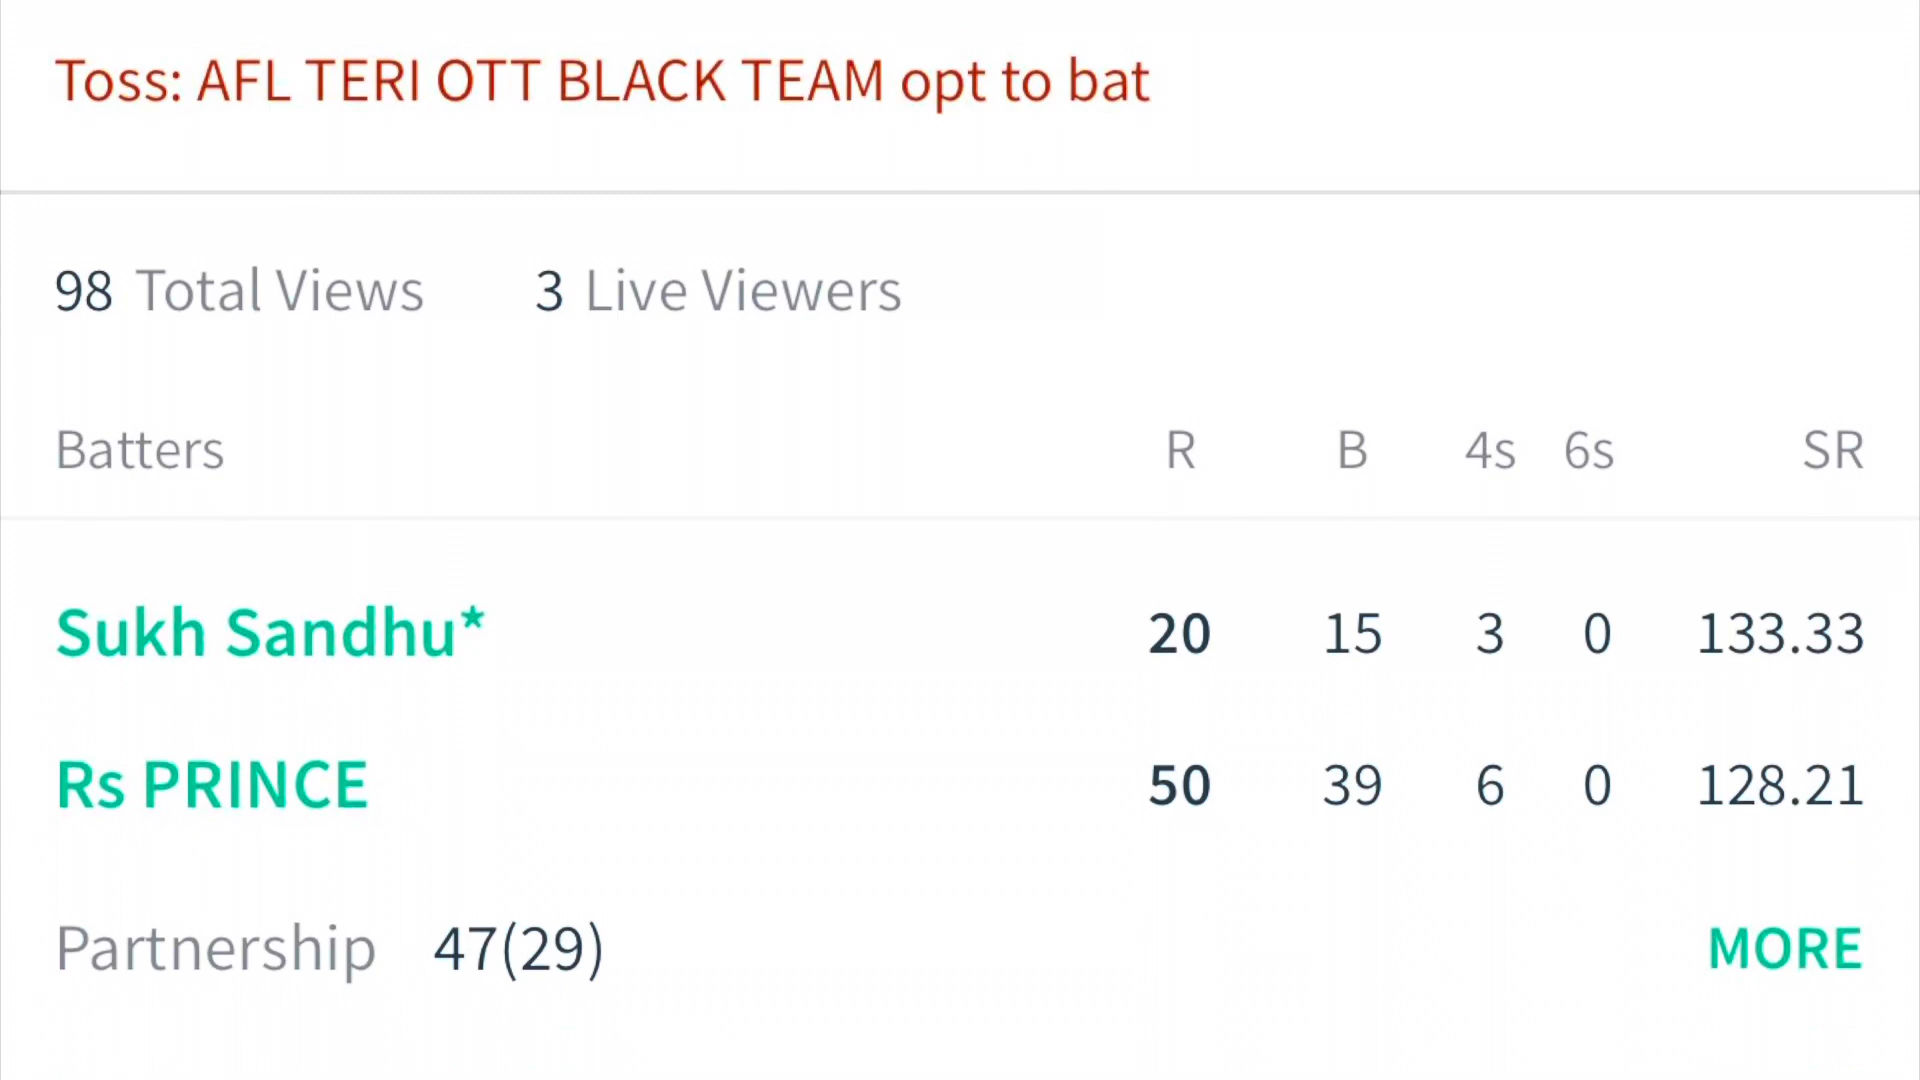 Toss: AFL TERI OTT BLACK TEAM opt to bat
98 Total Views 3 Live Viewers
Batters R B 4s 6s SR
Sukh Sandhu* 20 15 3 0 133.33
Rs PRINCE 50 39 6 0 128.21
Partnership 47(29) MORE